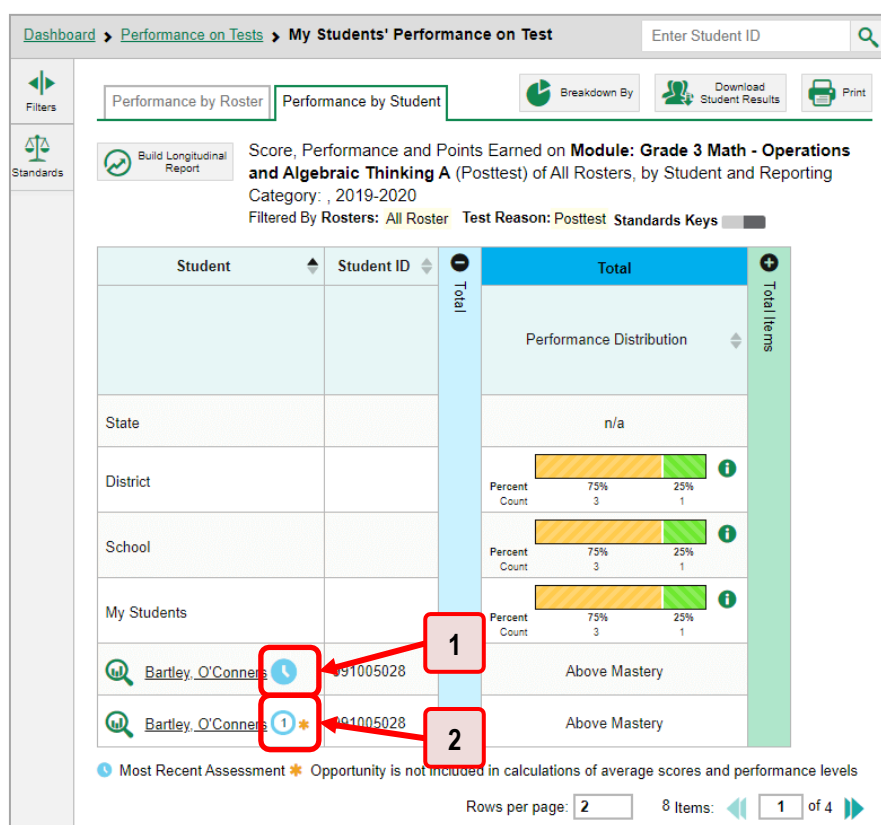 Dashboard > Performance on Tests > My Students' Performance on Test
Enter Student ID
Filters
Standards
Performance by Roster
Performance by Student
Breakdown By
Download
Student Results
Print
Build Longitudinal
Report
Score, Performance and Points Earned on Module: Grade 3 Math - Operations
and Algebraic Thinking A (Posttest) of All Rosters, by Student and Reporting
Category: , 2019-2020
Filtered By Rosters: All Roster Test Reason: Posttest Standards Keys
Student Student ID Total Total Total Items
Performance Distribution
State n/a
District
Percent 75% 25%
Count 3 1
School
Percent 75% 25%
Count 3 1
My Students
Percent 75% 25%
Count 3 1
1
Bartley, O'Conners 991005028 Above Mastery
Bartley, O'Conners 1 * 991005028 Above Mastery
2
Most Recent Assessment * Opportunity is not included in calculations of average scores and performance levels
Rows per page: 2 8 Items: 1 of 4